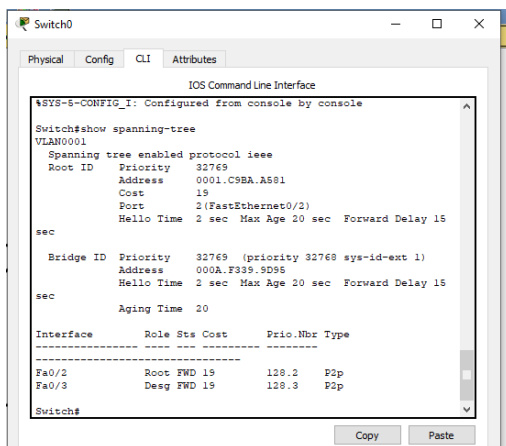 Switch0
Physical Config CLI Attributes
IOS Command Line Interface
%SYS-5-CONFIG_I: Configured from console by console
Switch#show spanning-tree
VLAN0001
Spanning tree enabled protocol ieee
Root ID Priority 32769
Address 0001.C9BA.A581
Cost 19
Port 2(FastEthernet0/2)
Hello Time 2 sec Max Age 20 sec Forward Delay 15
sec
Bridge ID Priority 32769 (priority 32768 sys-id-ext 1)
Address 000A.F339.9D95
Hello Time 2 sec Max Age 20 sec Forward Delay 15
sec
Aging Time 20
Interface Role Sts Cost Prio.Nbr Type
---------------- ---- --- --------- --------
--------------------------------
Fa0/2 Root FWD 19 128.2 P2p
Fa0/3 Desg FWD 19 128.3 P2p
Switch#
Copy Paste